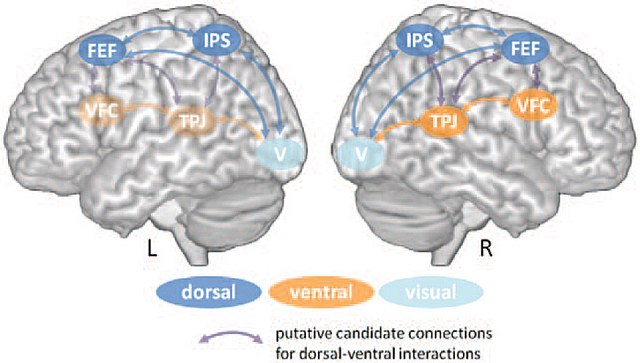 FEF IPS IPS FEF
VFC TPJ TPJ VFC
V V
L R
dorsal ventral visual
putative candidate connections
for dorsal-ventral interactions